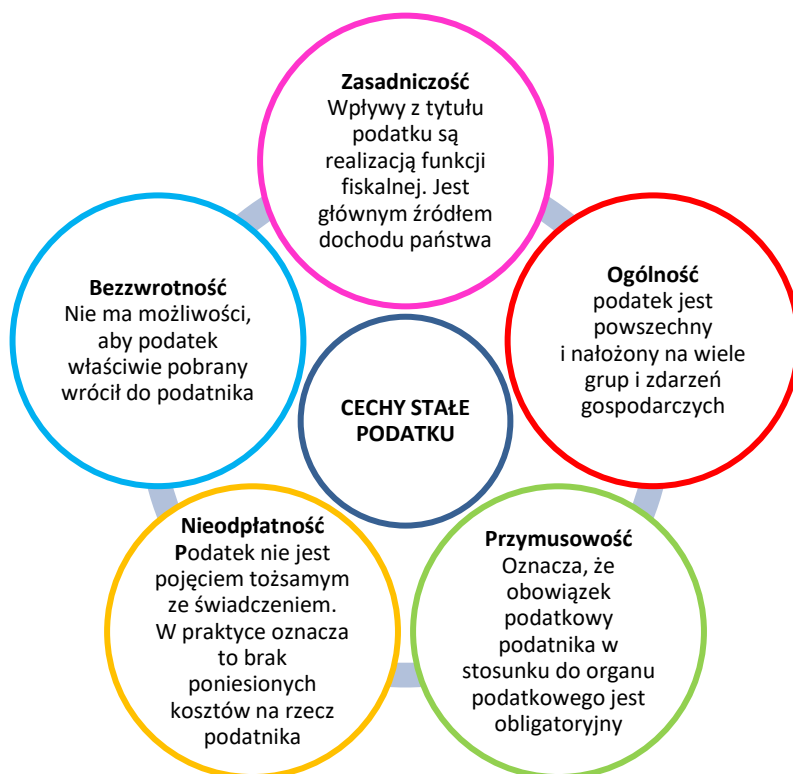 Zasadniczość
Wpływy z tytułu
podatku są
realizacją funkcji
fiskalnej. Jest
głównym źródłem
dochodu państwa
Ogólność
podatek jest
powszechny
i nałożony na wiele
grup i zdarzeń
gospodarczych
Przymusowość
Oznacza, że
obowiązek
podatkowy
podatnika w
stosunku do organu
podatkowego jest
obligatoryjny
Nieodpłatność
Podatek nie jest
pojęciem tożsamym
ze świadczeniem.
W praktyce oznacza
to brak
poniesionych
kosztów na rzecz
podatnika
Bezzwrotność
Nie ma możliwości,
aby podatek
właściwie pobrany
wrócił do podatnika
CECHY STAŁE
PODATKU